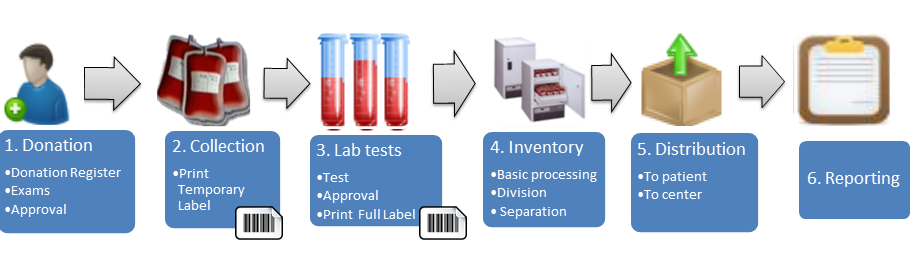 1. Donation
•Donation Register
•Exams
•Approval
2. Collection
•Print
Temporary
Label
3. Lab tests
•Test
•Approval
•Print Full Label
4. Inventory
•Basic processing
•Division
• Separation
5. Distribution
•To patient
•To center
6. Reporting